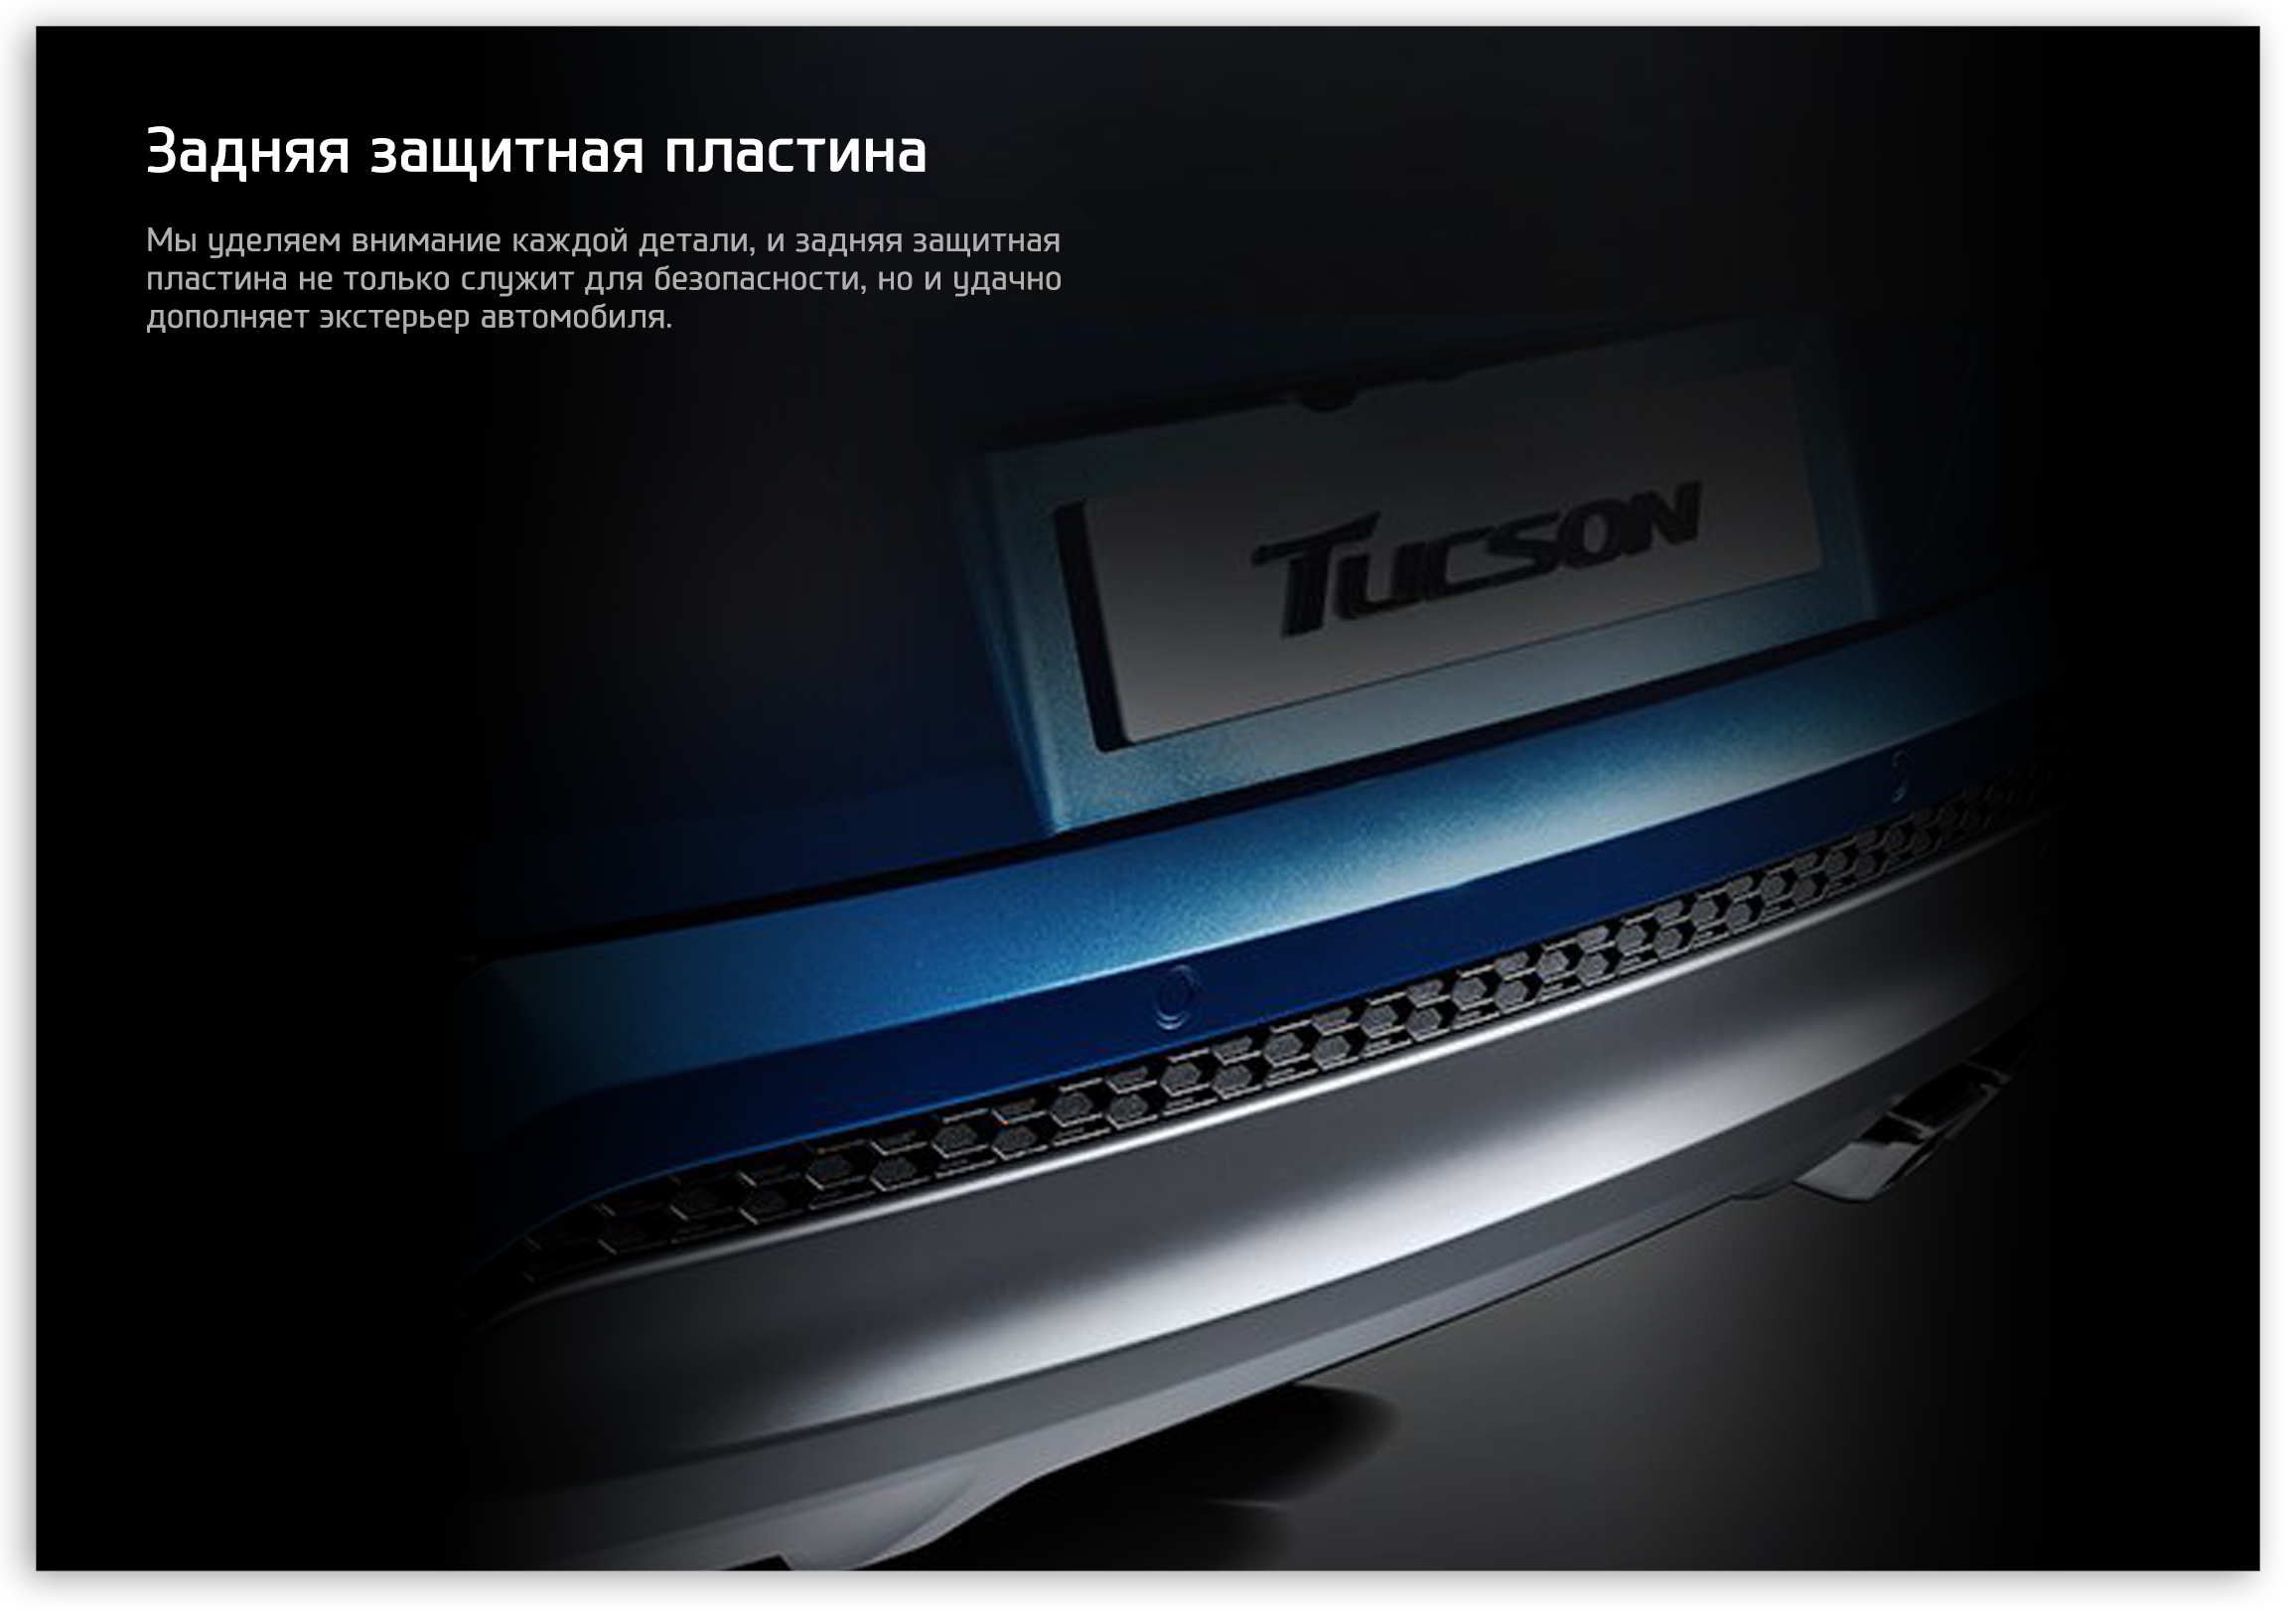 Задняя защитная пластина
Мы уделяем внимание каждой детали, и задняя защитная
пластина не только служит для безопасности, но и удачно
дополняет экстерьер автомобиля.
TUCSON